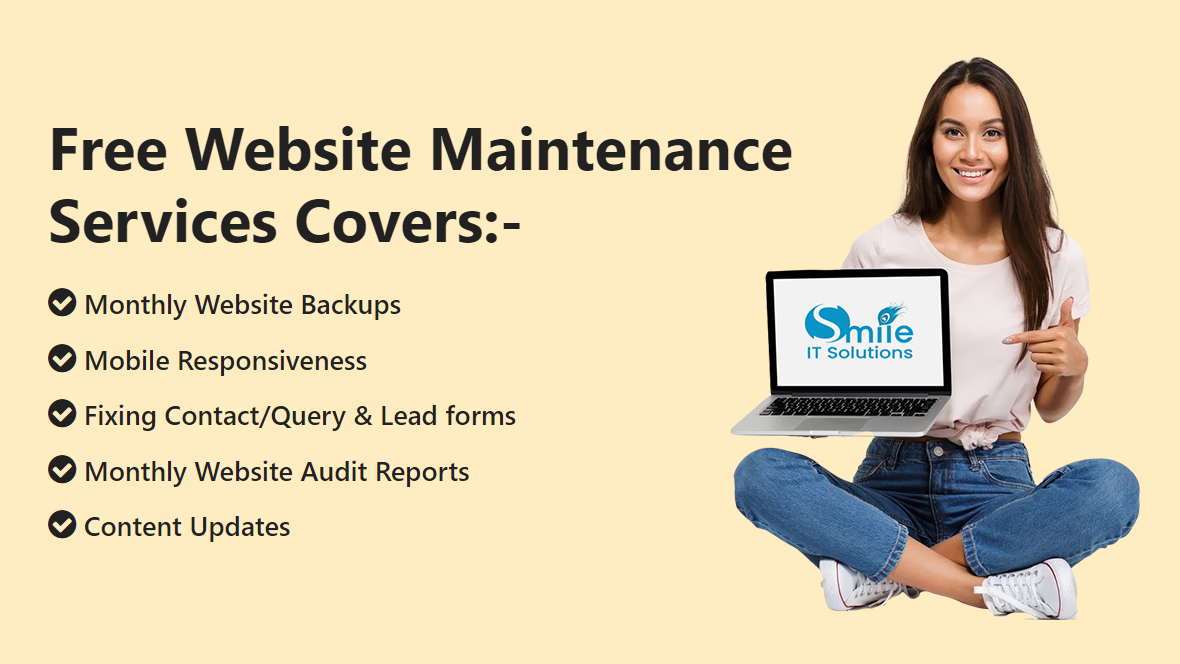 Free Website Maintenance
Services Covers:-
Monthly Website Backups
Mobile Responsiveness
Fixing Contact/Query & Lead forms
Monthly Website Audit Reports
Content Updates
Smile
IT Solutions